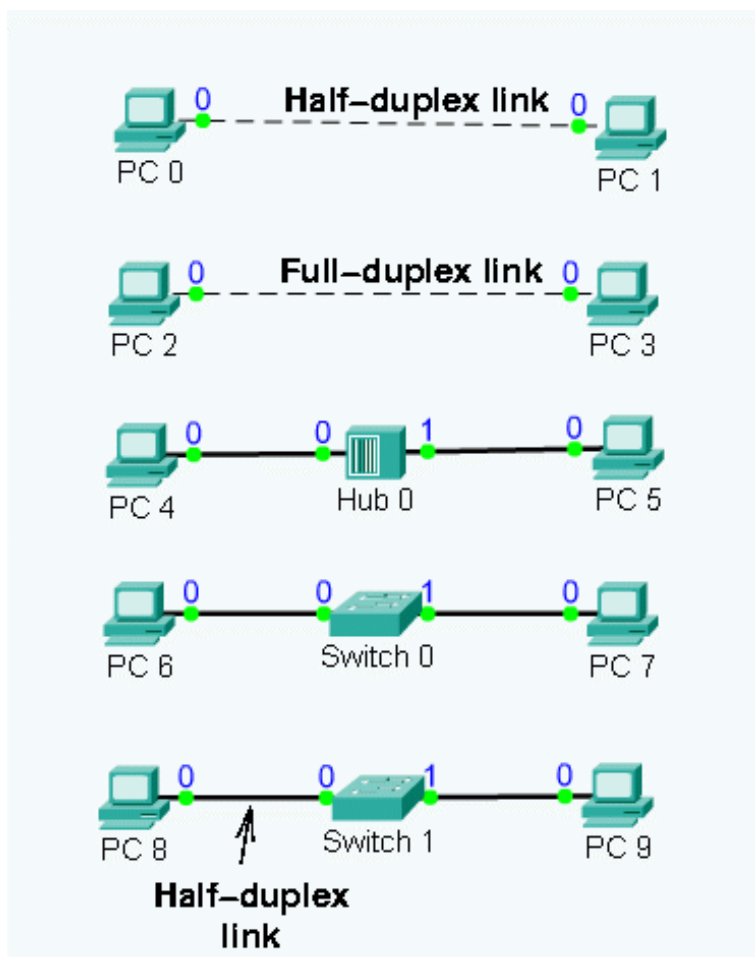 0 Half-duplex link 0
PC 0 PC 1
0 Full-duplex link 0
PC 2 PC 3
0 0 1 0
PC 4 Hub 0 PC 5
0 0 1 0
PC 6 Switch 0 PC 7
0 0 1 0
PC 8 Switch 1 PC 9
Half-duplex
link